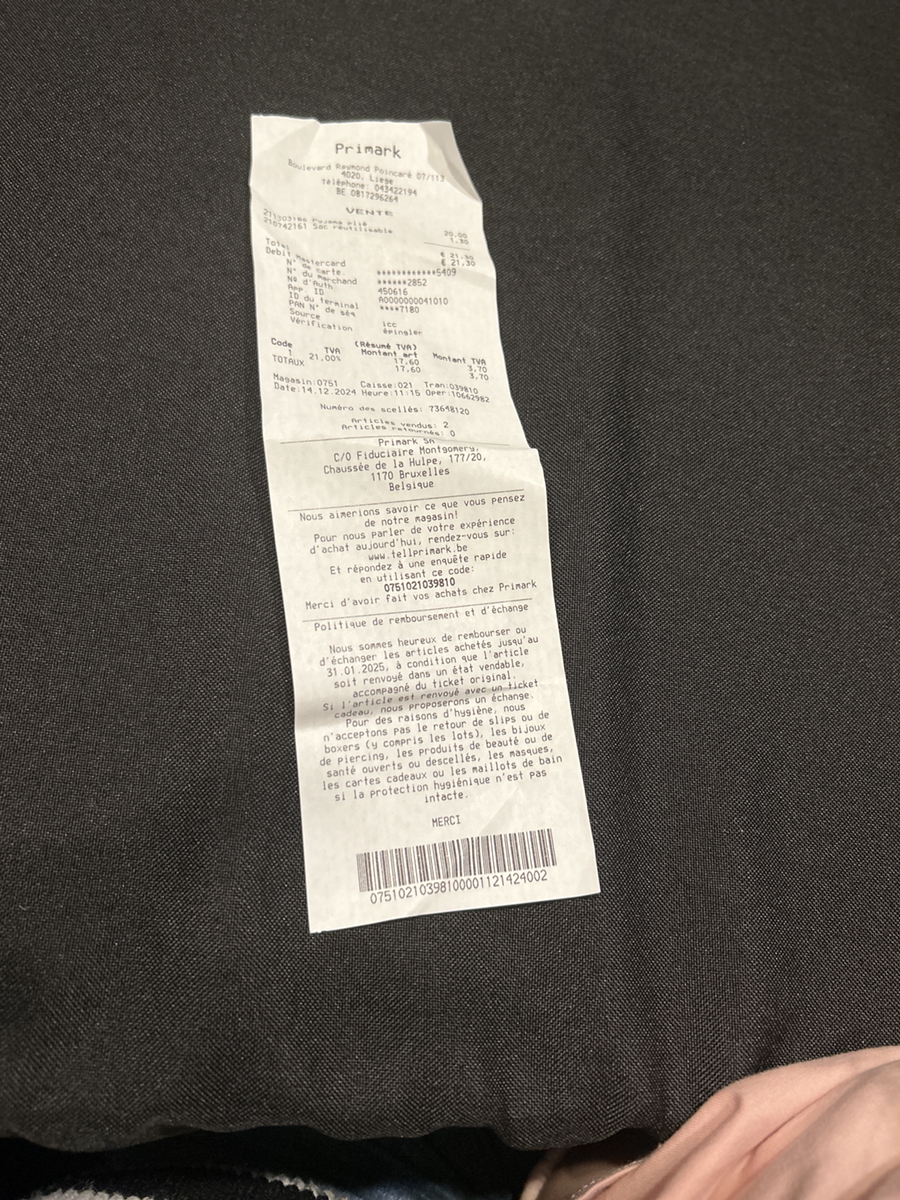 Primark
Boulevard Raymond Poincaré 07/113
4020, Liege
Téléphone: 043422194
BE 0817296264
VENTE
211303186 Pyjama pilé 20.00
210742161 Sac réutilisable 1.30
Total € 21.30
Debit Mastercard € 21,30
N° de carte. ************5409
N° du marchand ******2852
N° d'Auth. 450616
App ID A0000000041010
ID du terminal ****7180
PAN N° de séq
Source icc
Vérification épingler
(Résumé TVA)
Code TVA Montant art Montant TVA
1 21,00% 17.60 3.70
TOTAUX 17.60 3.70
Magasin:0751 Caisse:021 Tran:039810
Date:14.12.2024 Heure:11:15 Oper:10662982
Numéro des scellés: 73648120
Articles vendus: 2
Articles retournés: 0
Primark SA
C/O Fiduciaire Montgomery,
Chaussée de la Hulpe, 177/20,
1170 Bruxelles
Belgique
Nous aimerions savoir ce que vous pensez
de notre magasin!
Pour nous parler de votre expérience
d'achat aujourd'hui, rendez-vous sur:
www.tellprimark.be
Et répondez à une enquête rapide
en utilisant ce code:
0751021039810
Merci d'avoir fait vos achats chez Primark
Politique de remboursement et d'échange
Nous sommes heureux de rembourser ou
d'échanger les articles achetés jusqu'au
31.01.2025, à condition que l'article
soit renvoyé dans un état vendable,
accompagné du ticket original.
Si l'article est renvoyé avec un ticket
cadeau, nous proposerons un échange.
Pour des raisons d'hygiène, nous
n'acceptons pas le retour de slips ou de
boxers (y compris les lots), les bijoux
de piercing, les produits de beauté ou de
santé ouverts ou descellés, les masques,
les cartes cadeaux ou les maillots de bain
si la protection hygiénique n'est pas
intacte.
MERCI
07510210398100001121424002